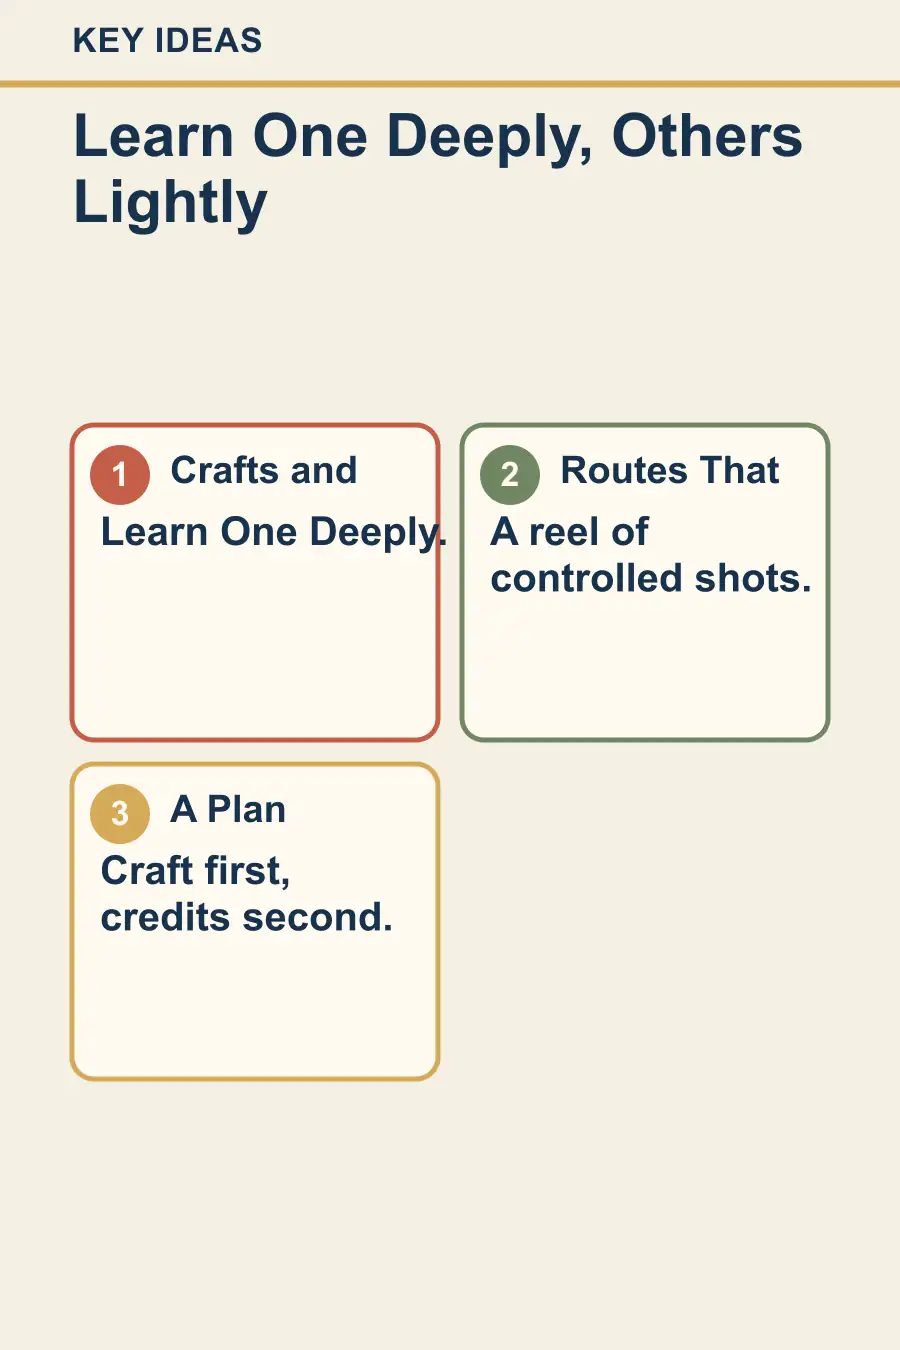 KEY IDEAS
Learn One Deeply, Others
Lightly
1 Crafts and
Learn One Deeply.
2 Routes That
A reel of
controlled shots.
3 A Plan
Craft first,
credits second.